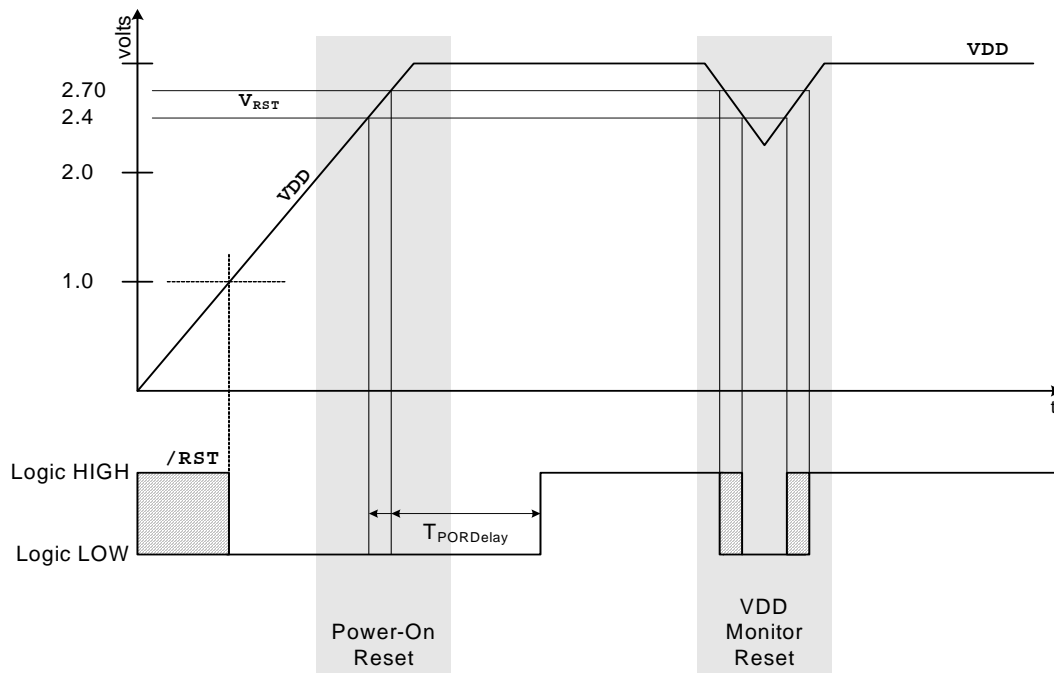 volts
VDD
2.70
V_RST
2.4
2.0
VDD
1.0
t
/RST
Logic HIGH
T_PORDelay
Logic LOW
Power-On
Reset
VDD
Monitor
Reset